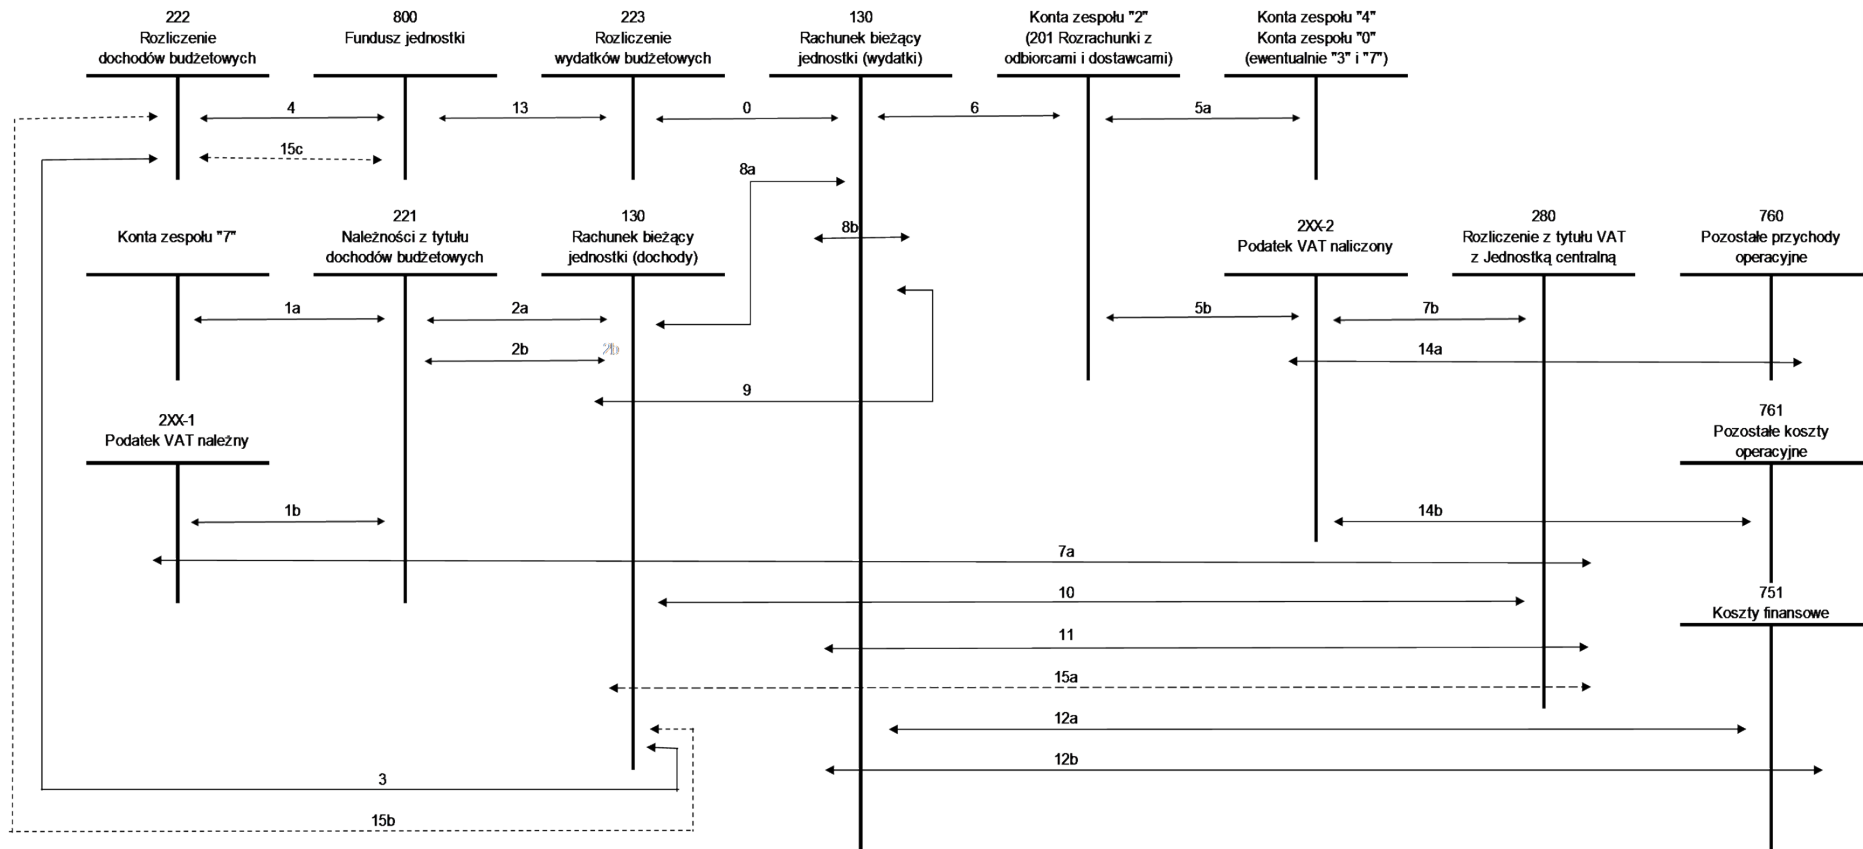 222
Rozliczenie
dochodów budżetowych
800
Fundusz jednostki
223
Rozliczenie
wydatków budżetowych
130
Rachunek bieżący
jednostki (wydatki)
Konta zespołu "2"
(201 Rozrachunki z
odbiorcami i dostawcami)
Konta zespołu "4"
Konta zespołu "0"
(ewentualnie "3" i "7")
4
13
0
6
5a
15c
8a
Konta zespołu "7"
221
Należności z tytułu
dochodów budżetowych
130
Rachunek bieżący
jednostki (dochody)
8b
2XX-2
Podatek VAT naliczony
280
Rozliczenie z tytułu VAT
z Jednostką centralną
760
Pozostałe przychody
operacyjne
1a
2a
5b
7b
2b
2b
14a
9
2XX-1
Podatek VAT należny
761
Pozostałe koszty
operacyjne
1b
14b
7a
10
751
Koszty finansowe
11
15a
12a
12b
3
15b